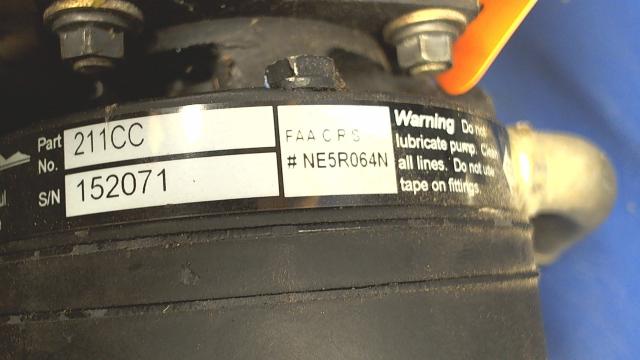 Part No. 211CC
S/N 152071
FAA C R S
# NE5R064N
Warning Do not
lubricate pump. Clean
all lines. Do not use
tape on fittings.